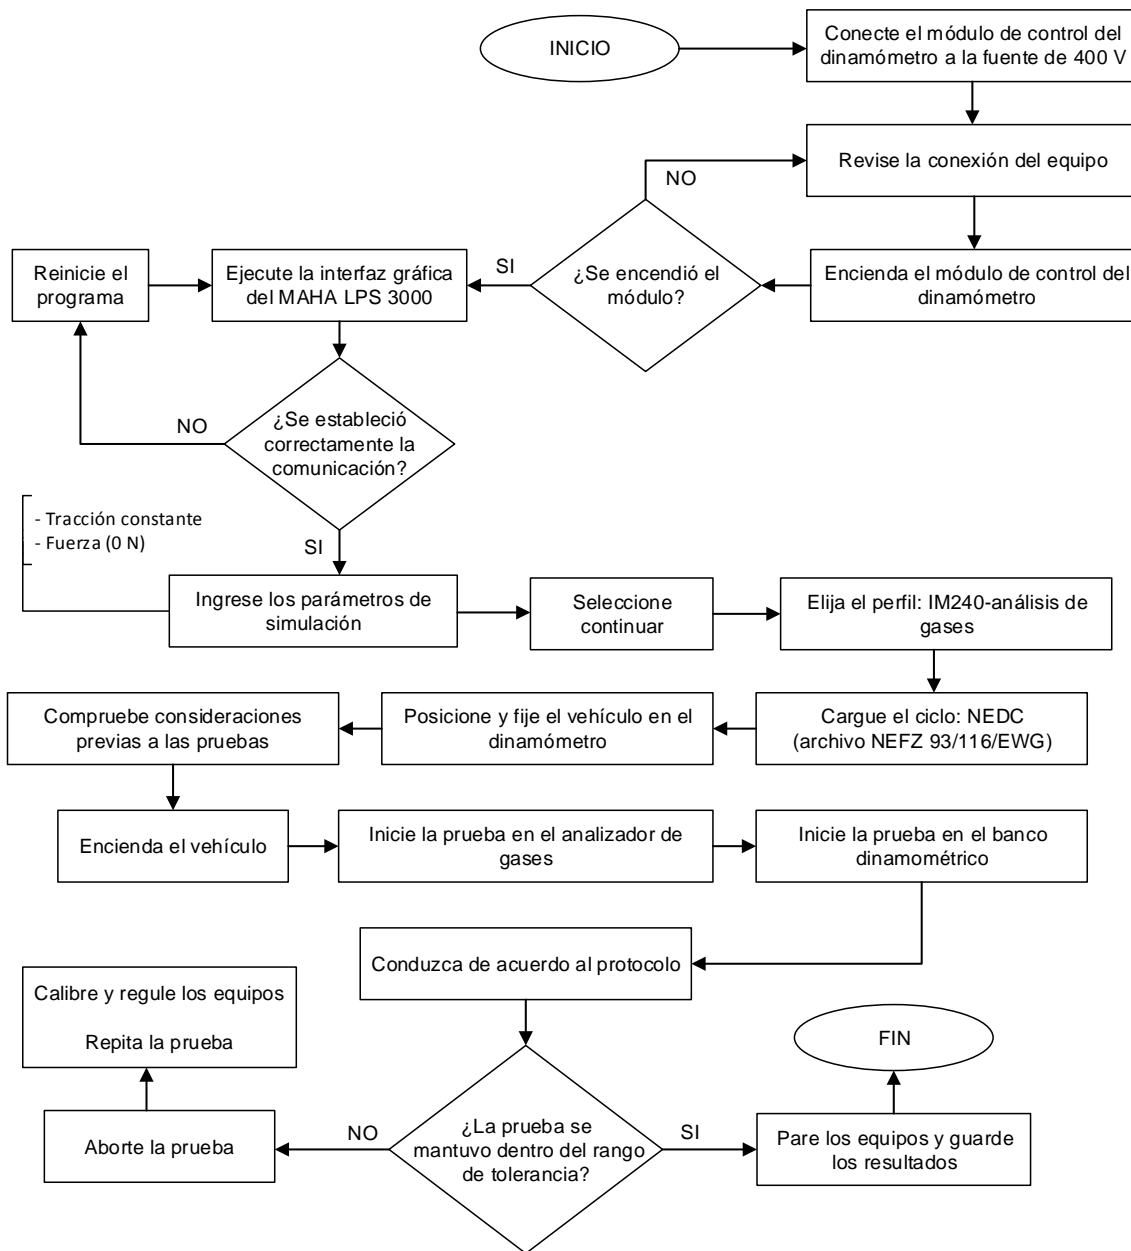 INICIO
Conecte el módulo de control del
dinamómetro a la fuente de 400 V
Revise la conexión del equipo
Encienda el módulo de control del
dinamómetro
¿Se encendió el
módulo?
NO
SI
Ejecute la interfaz gráfica
del MAHA LPS 3000
Reinicie el
programa
¿Se estableció
correctamente la
comunicación?
NO
SI
- Tracción constante
- Fuerza (0 N)
Ingrese los parámetros de
simulación
Seleccione
continuar
Elija el perfil: IM240-análisis de
gases
Cargue el ciclo: NEDC
(archivo NEFZ 93/116/EWG)
Posicione y fije el vehículo en el
dinamómetro
Compruebe consideraciones
previas a las pruebas
Encienda el vehículo
Inicie la prueba en el analizador de
gases
Inicie la prueba en el banco
dinamométrico
Conduzca de acuerdo al protocolo
¿La prueba se
mantuvo dentro del rango
de tolerancia?
NO
SI
Aborte la prueba
Calibre y regule los equipos
Repita la prueba
Pare los equipos y guarde
los resultados
FIN